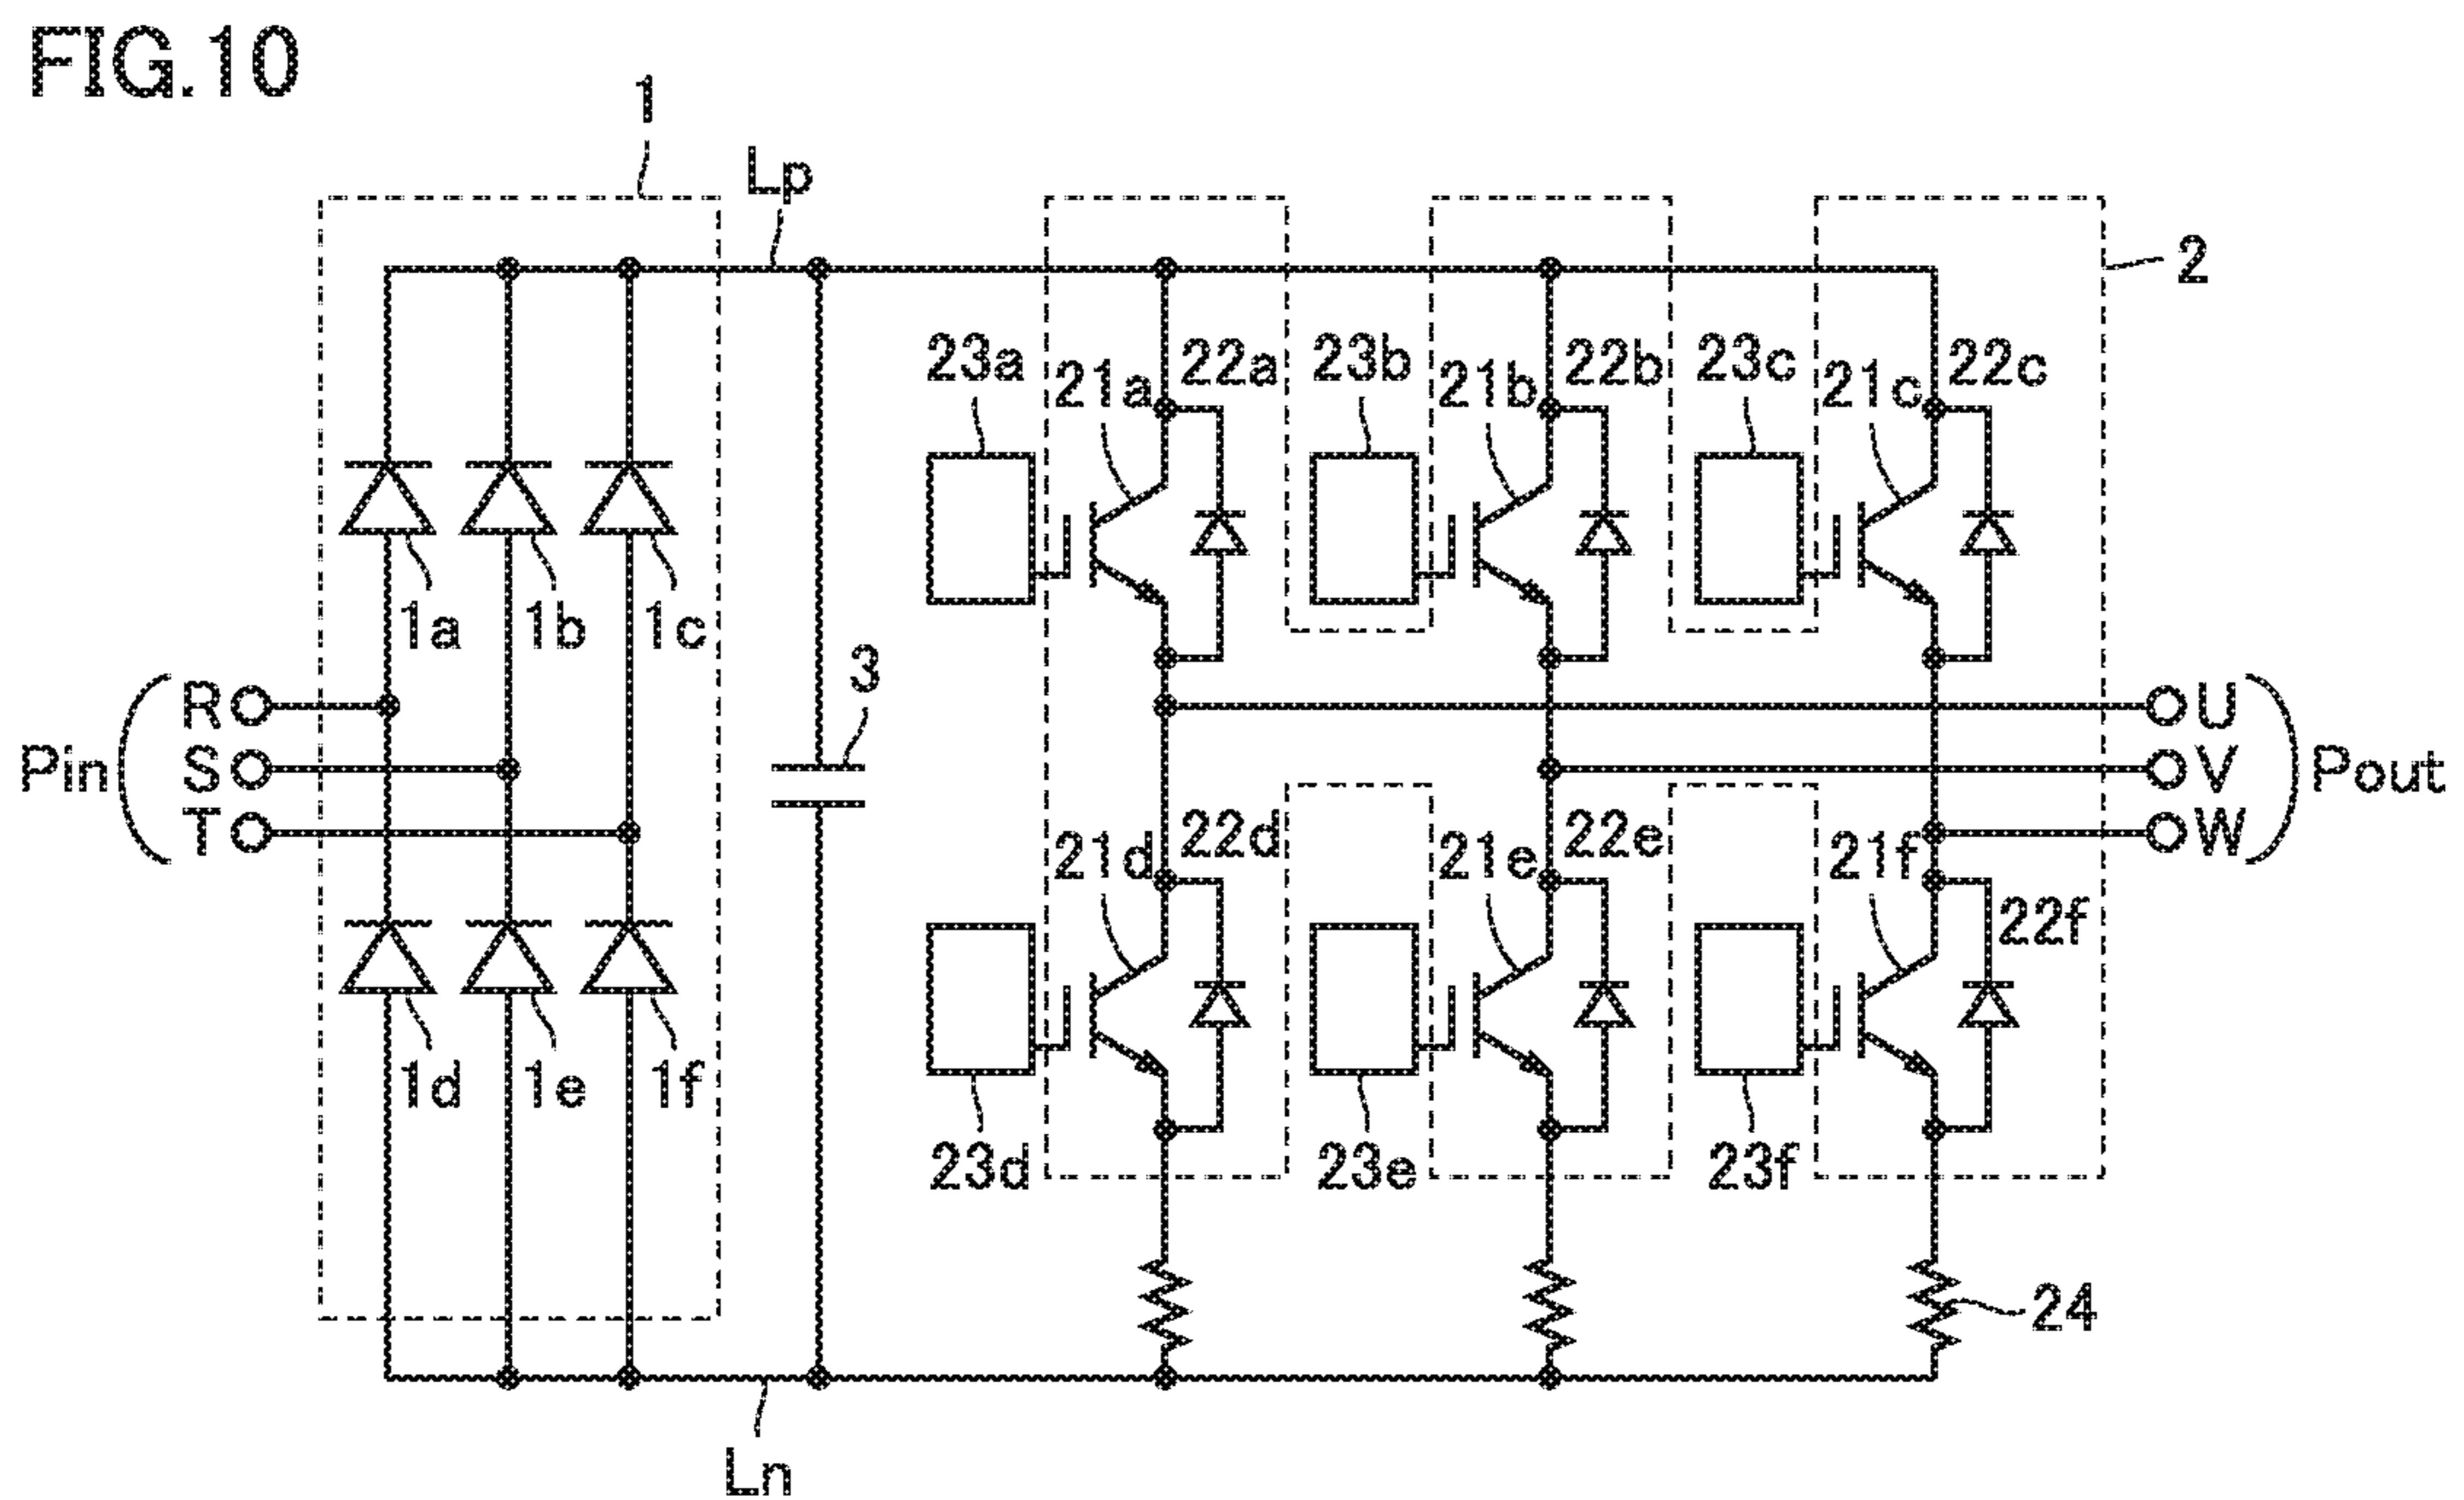 FIG.10
1
Lp
2
23a
21a
22a
23b
21b
22b
23c
21c
22c
1a
1b
1c
3
Pin
R
S
T
U
V
W
Pout
21d
22d
21e
22e
21f
22f
1d
1e
1f
23d
23e
23f
24
Ln